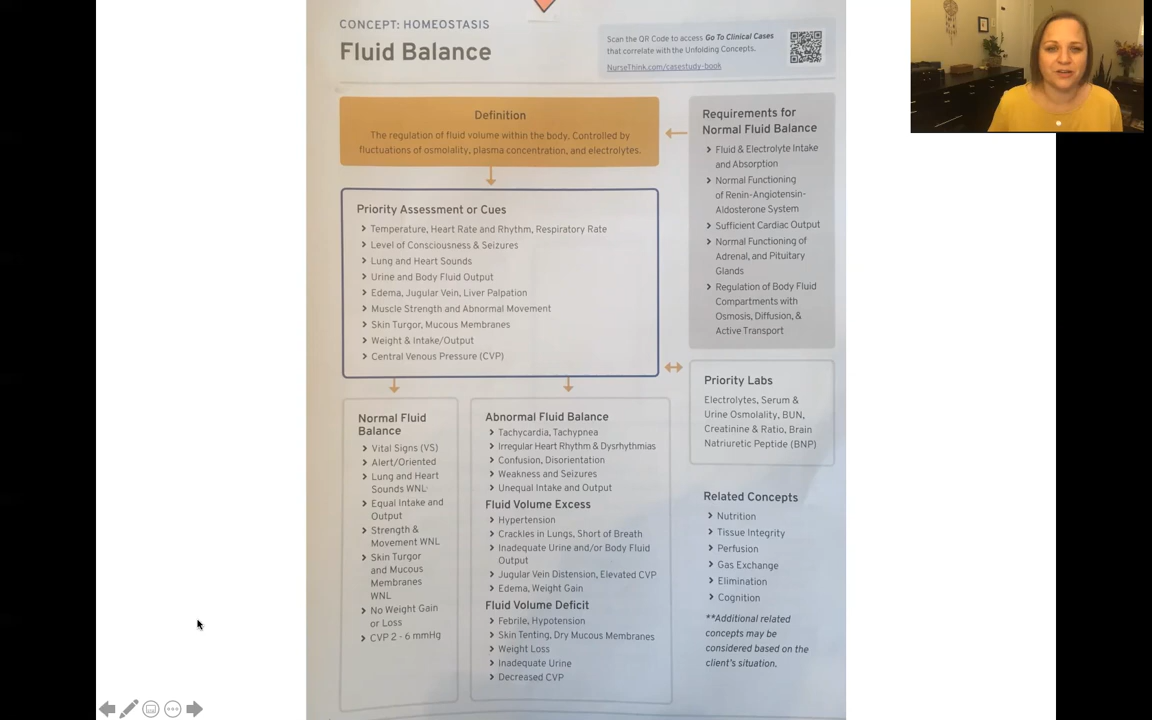 CONCEPT: HOMEOSTASIS
Fluid Balance
Scan the QR Code to access Go To Clinical Cases
that correlate with the Unfolding Concepts.
NurseThink.com/casestudy-book
Definition
The regulation of fluid volume within the body. Controlled by
fluctuations of osmolality, plasma concentration, and electrolytes.
Requirements for
Normal Fluid Balance
Fluid & Electrolyte Intake
and Absorption
Normal Functioning
of Renin-Angiotensin-
Aldosterone System
Sufficient Cardiac Output
Normal Functioning of
Adrenal, and Pituitary
Glands
Regulation of Body Fluid
Compartments with
Osmosis, Diffusion, &
Active Transport
Priority Assessment or Cues
Temperature, Heart Rate and Rhythm, Respiratory Rate
Level of Consciousness & Seizures
Lung and Heart Sounds
Urine and Body Fluid Output
Edema, Jugular Vein, Liver Palpation
Muscle Strength and Abnormal Movement
Skin Turgor, Mucous Membranes
Weight & Intake/Output
Central Venous Pressure (CVP)
Priority Labs
Electrolytes, Serum &
Urine Osmolality, BUN,
Creatinine & Ratio, Brain
Natriuretic Peptide (BNP)
Normal Fluid
Balance
Vital Signs (VS)
Alert/Oriented
Lung and Heart
Sounds WNL
Equal Intake and
Output
Strength &
Movement WNL
Skin Turgor
and Mucous
Membranes
WNL
No Weight Gain
or Loss
CVP 2 - 6 mmHg
Abnormal Fluid Balance
Tachycardia, Tachypnea
Irregular Heart Rhythm & Dysrhythmias
Confusion, Disorientation
Weakness and Seizures
Unequal Intake and Output
Fluid Volume Excess
Hypertension
Crackles in Lungs, Short of Breath
Inadequate Urine and/or Body Fluid
Output
Jugular Vein Distension, Elevated CVP
Edema, Weight Gain
Fluid Volume Deficit
Febrile, Hypotension
Skin Tenting, Dry Mucous Membranes
Weight Loss
Inadequate Urine
Decreased CVP
Related Concepts
Nutrition
Tissue Integrity
Perfusion
Gas Exchange
Elimination
Cognition
**Additional related
concepts may be
considered based on the
client's situation.